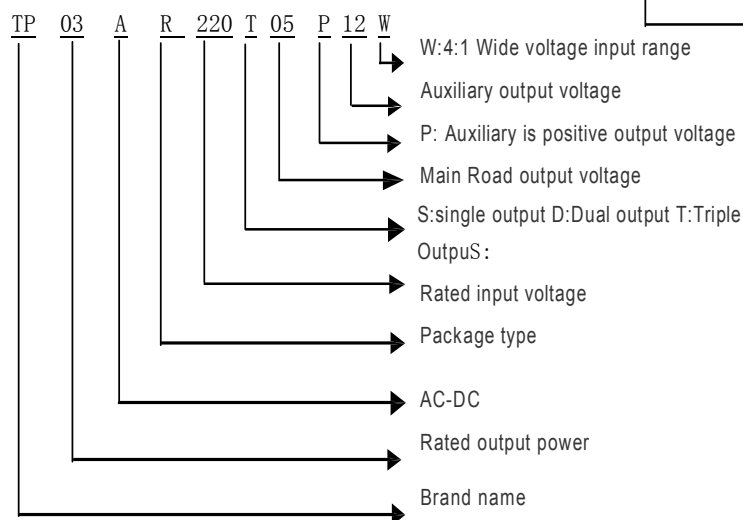 TP 03 A R 220 T 05 P 12 W
W:4:1 Wide voltage input range
Auxiliary output voltage
P: Auxiliary is positive output voltage
Main Road output voltage
S:single output D:Dual output T:Triple
OutpuS:
Rated input voltage
Package type
AC-DC
Rated output power
Brand name